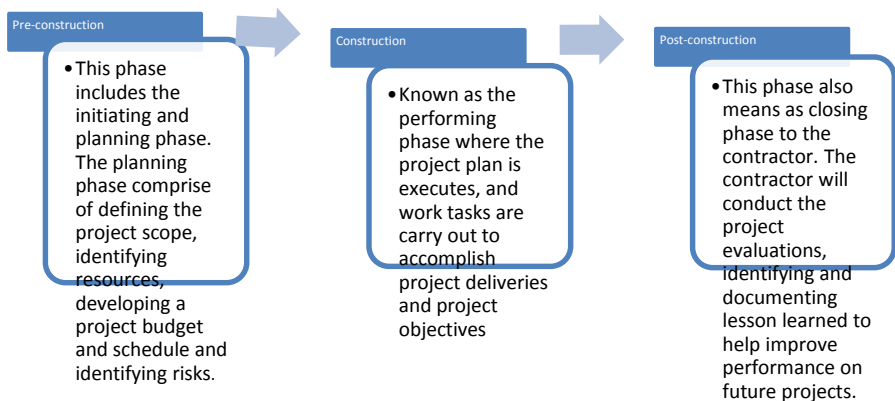 Pre-construction
•This phase
includes the
initiating and
planning phase.
The planning
phase comprise
of defining the
project scope,
identifying
resources,
developing a
project budget
and schedule and
identifying risks.
Construction
•Known as the
performing
phase where the
project plan is
executes, and
work tasks are
carry out to
accomplish
project deliveries
and project
objectives
Post-construction
•This phase also
means as closing
phase to the
contractor. The
contractor will
conduct the
project
evaluations,
identifying and
documenting
lesson learned to
help improve
performance on
future projects.